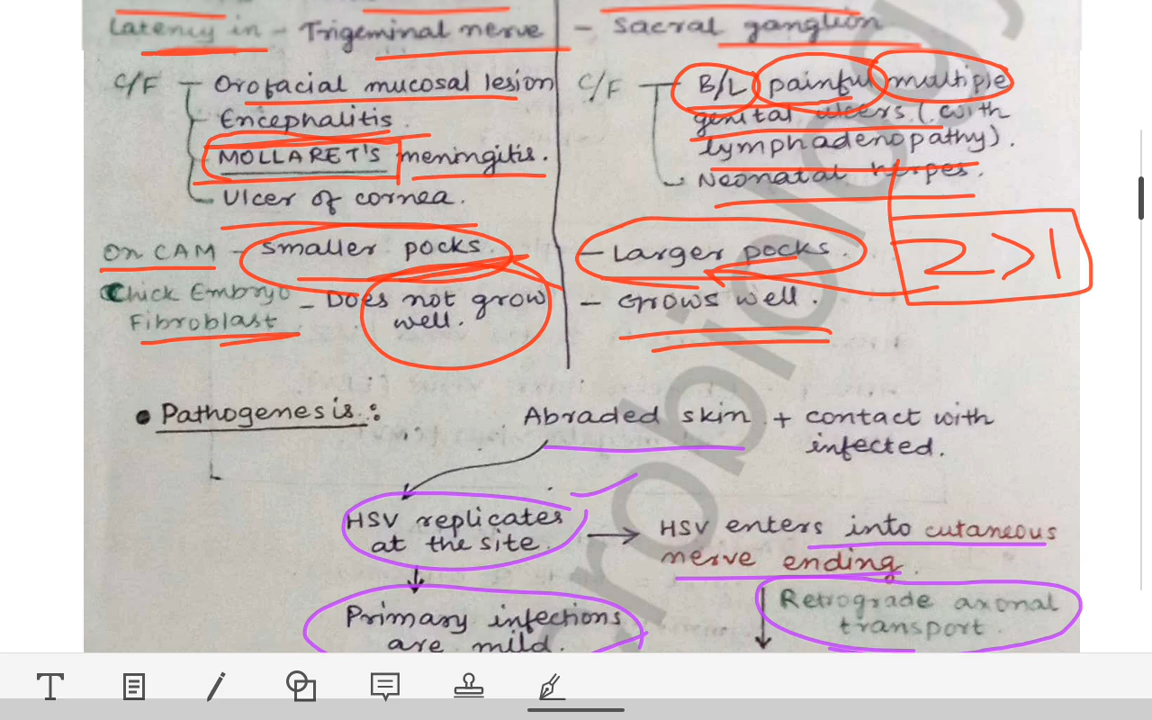 Latency in - Trigeminal nerve - Sacral ganglion
C/F - Orofacial mucosal lesion
Encephalitis.
MOLLARET'S meningitis.
Ulcer of cornea.
C/F - B/L painful multiple
genital ulcers (with
lymphadenopathy).
Neonatal herpes.
2>1
On CAM - Smaller pocks. - Larger pocks.
Chick Embryo
Fibroblast - Does not grow
well. - Grows well.
• Pathogenesis:
Abraded skin + contact with
infected.
HSV replicates
at the site.
→ HSV enters into cutaneous
nerve ending.
Primary infections
are mild.
Retrograde axonal
transport.
robiology
T